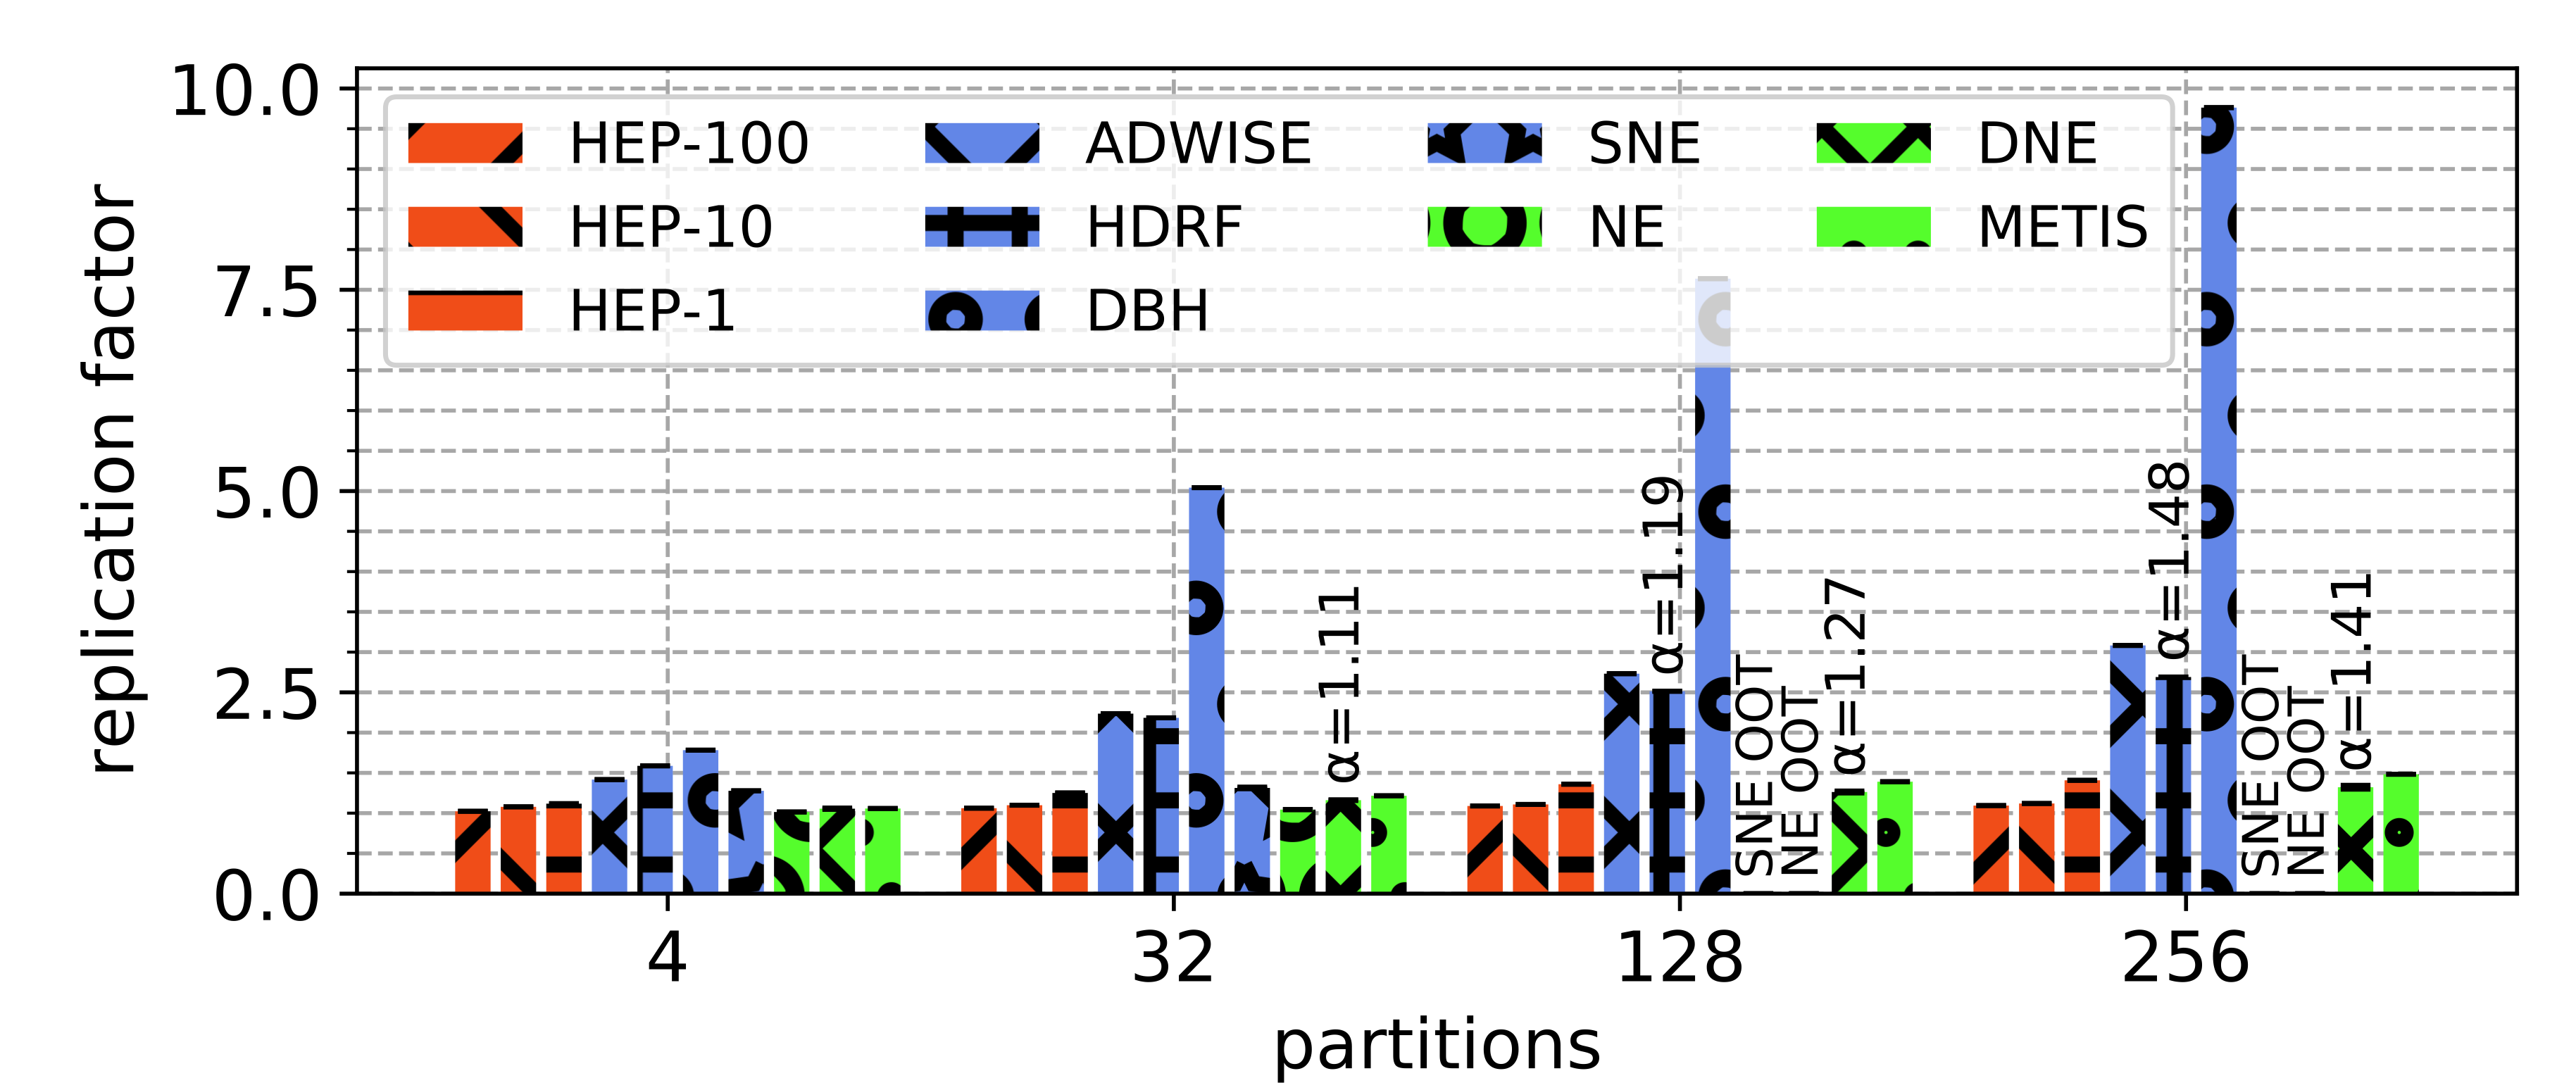 replication factor
10.0
7.5
5.0
2.5
0.0
HEP-100
HEP-10
HEP-1
ADWISE
HDRF
DBH
SNE
NE
DNE
METIS
α=1.11
α=1.19
SNE OOT
NE OOT
α=1.27
α=1.48
SNE OOT
NE OOT
α=1.41
4
32
128
256
partitions